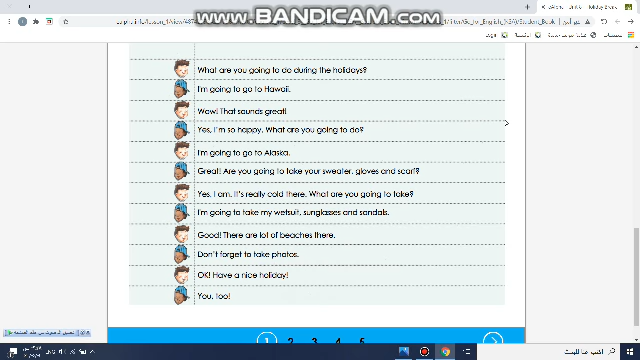 WWW.BANDICAM.COM
What are you going to do during the holidays?
I'm going to go to Hawaii.
Wow! That sounds great!
Yes, I'm so happy. What are you going to do?
I'm going to go to Alaska.
Great! Are you going to take your sweater, gloves and scarf?
Yes, I am. It's really cold there. What are you going to take?
I'm going to take my wetsuit, sunglasses and sandals.
Good! There are lot of beaches there.
Don't forget to take photos.
OK! Have a nice holiday!
You, too!
1 2 3 4 5
ENG
اكتب هنا للبحث